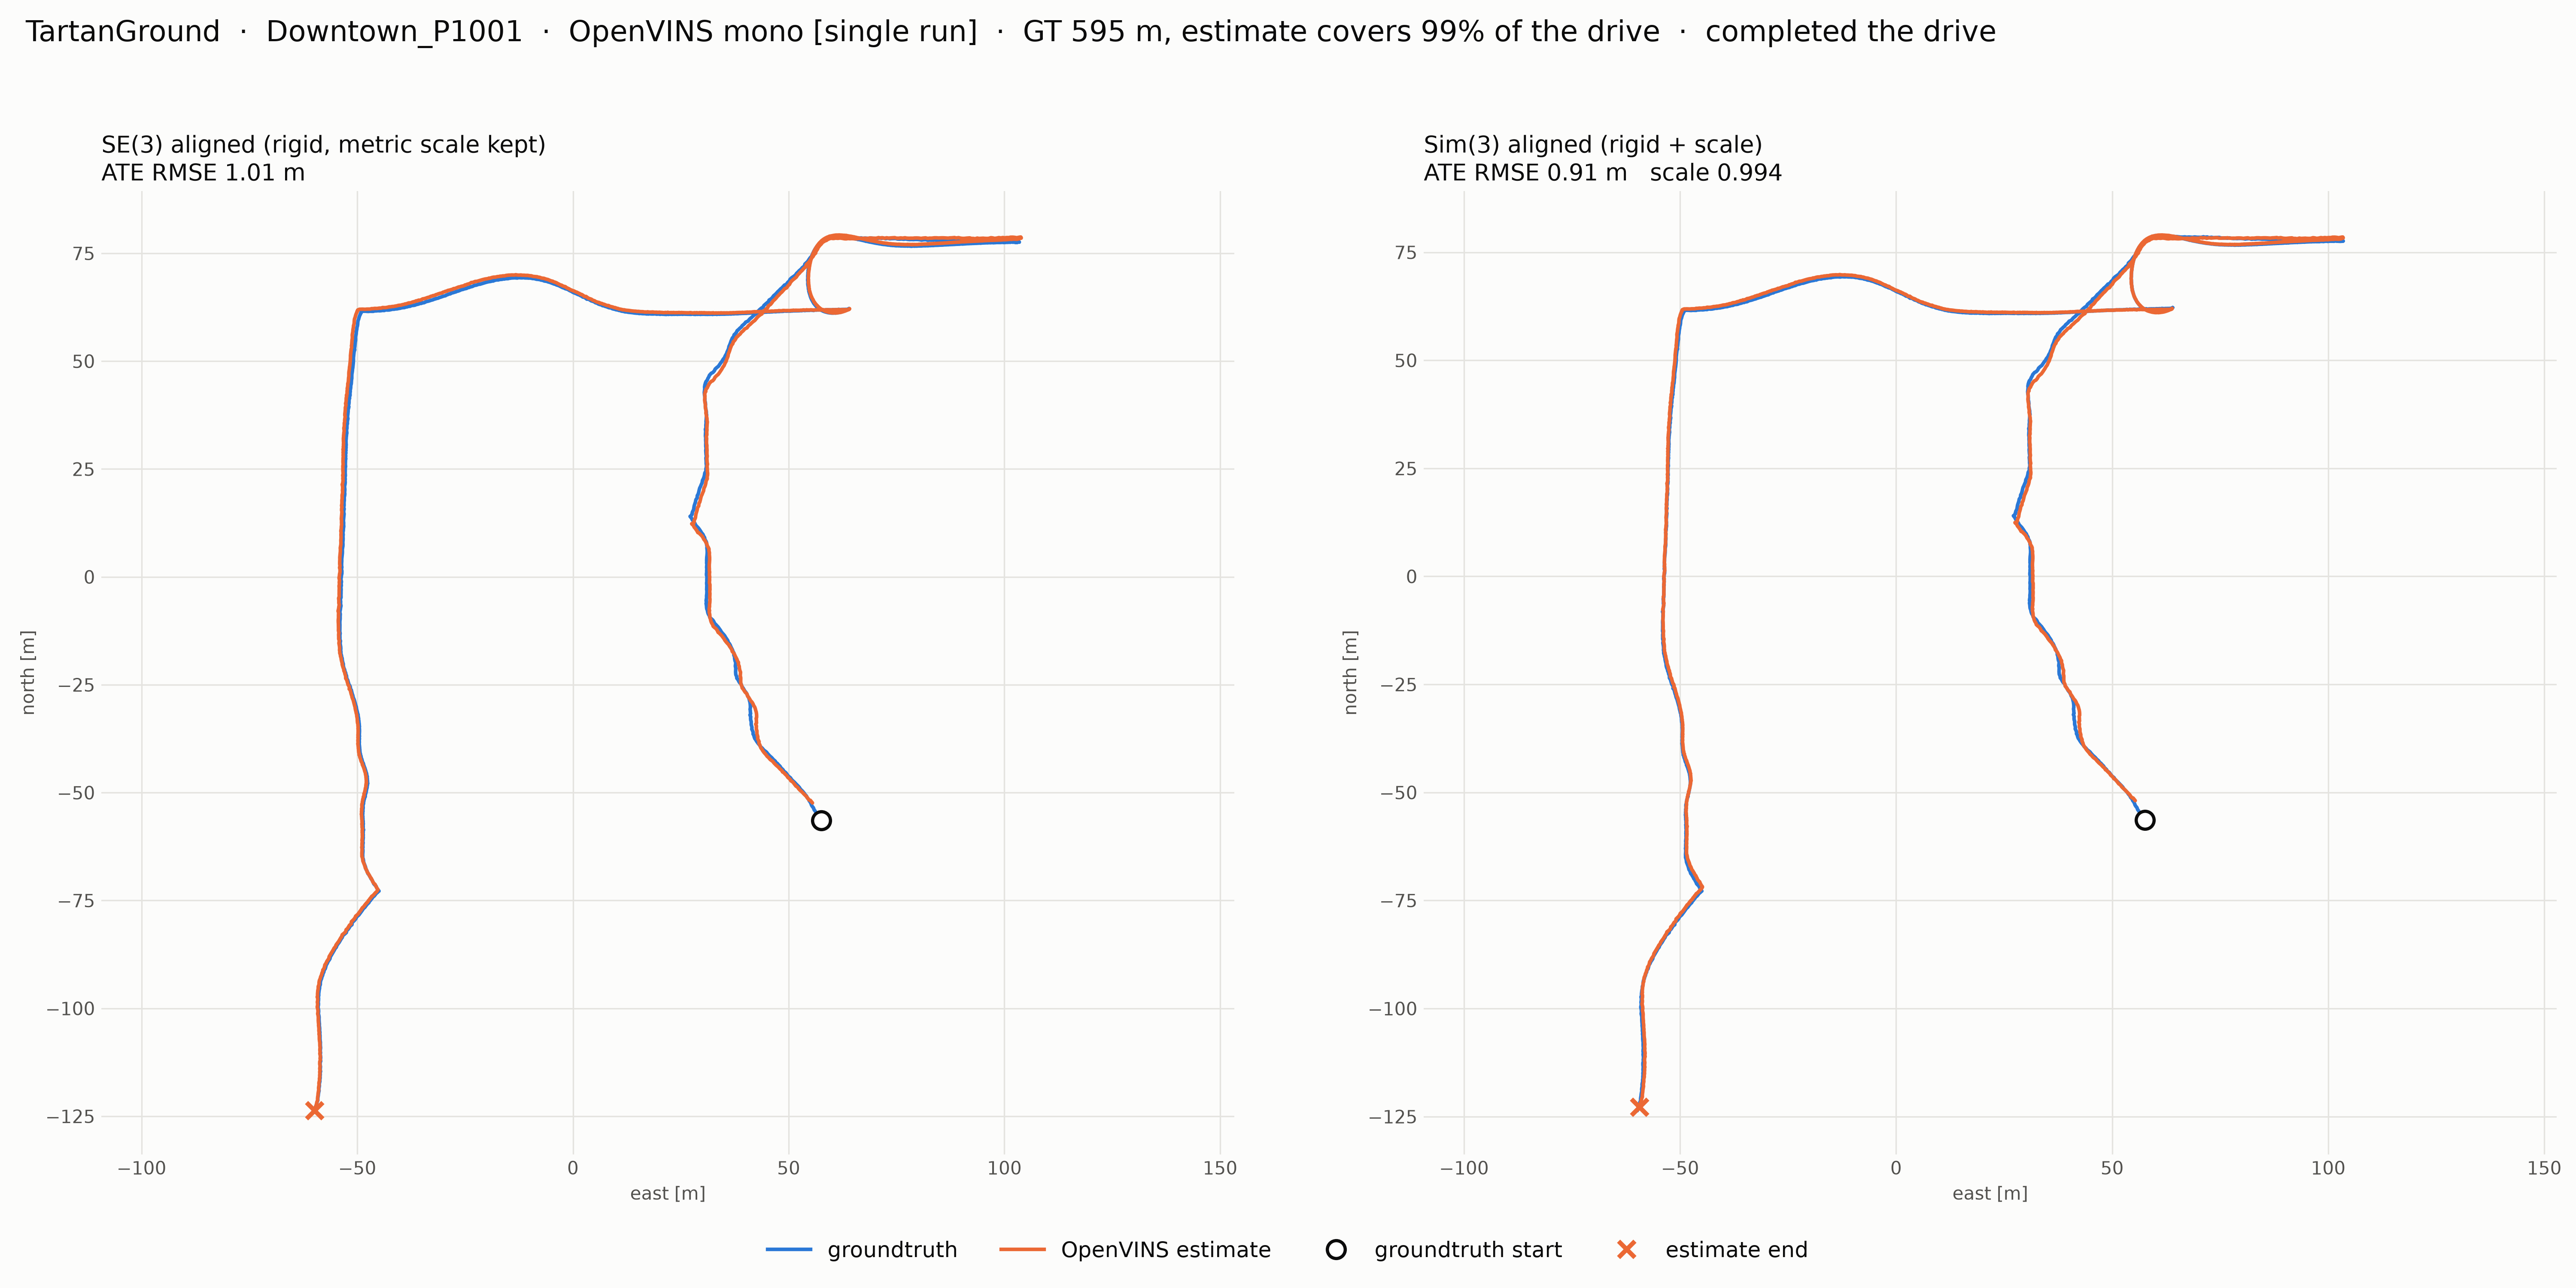 TartanGround · Downtown_P1001 · OpenVINS mono [single run] · GT 595 m, estimate covers 99% of the drive · completed the drive
SE(3) aligned (rigid, metric scale kept)
ATE RMSE 1.01 m
75
50
25
0
−25
−50
−75
−100
−125
north [m]
−100
−50
0
50
100
150
east [m]
Sim(3) aligned (rigid + scale)
ATE RMSE 0.91 m scale 0.994
75
50
25
0
−25
−50
−75
−100
−125
north [m]
−100
−50
0
50
100
150
east [m]
groundtruth
OpenVINS estimate
groundtruth start
estimate end